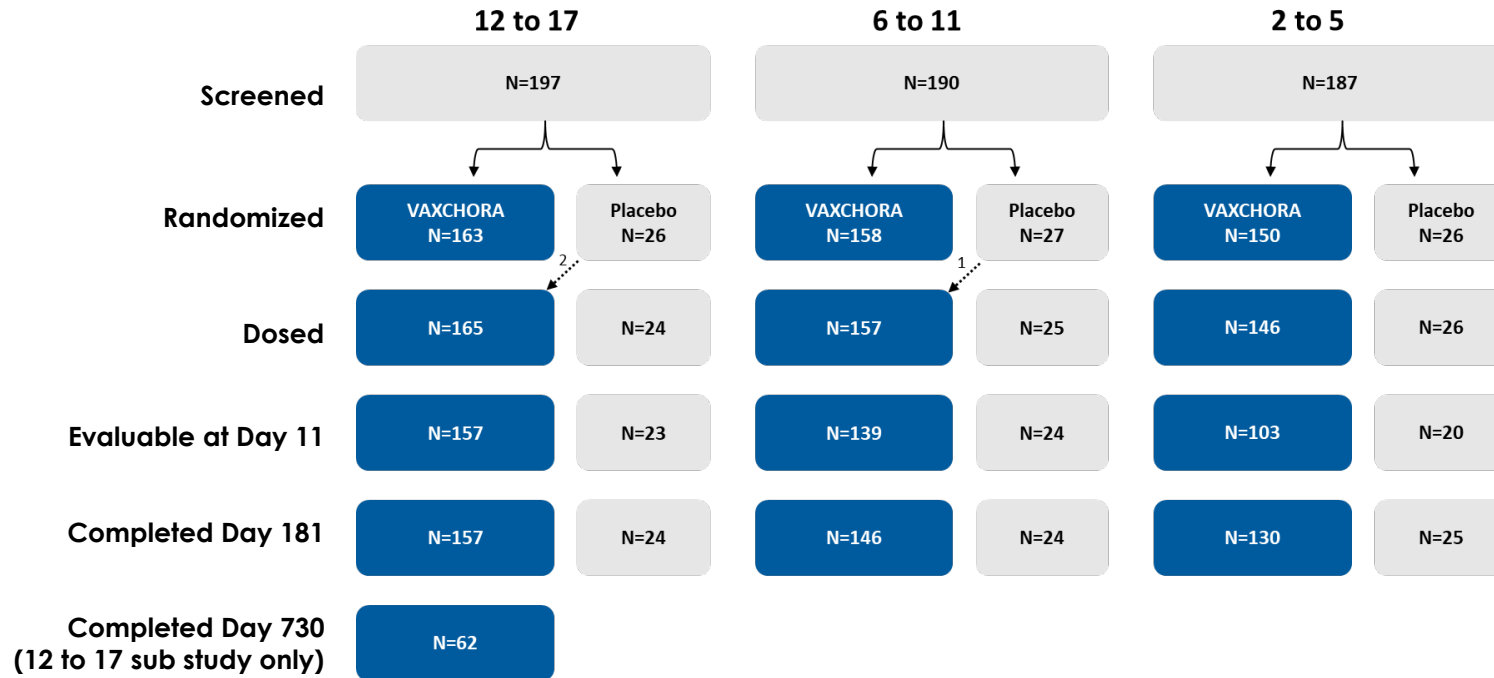 12 to 17
6 to 11
2 to 5
Screened
N=197
N=190
N=187
Randomized
VAXCHORA
N=163
Placebo
N=26
VAXCHORA
N=158
Placebo
N=27
VAXCHORA
N=150
Placebo
N=26
2
1
Dosed
N=165
N=24
N=157
N=25
N=146
N=26
Evaluable at Day 11
N=157
N=23
N=139
N=24
N=103
N=20
Completed Day 181
N=157
N=24
N=146
N=24
N=130
N=25
Completed Day 730
(12 to 17 sub study only)
N=62